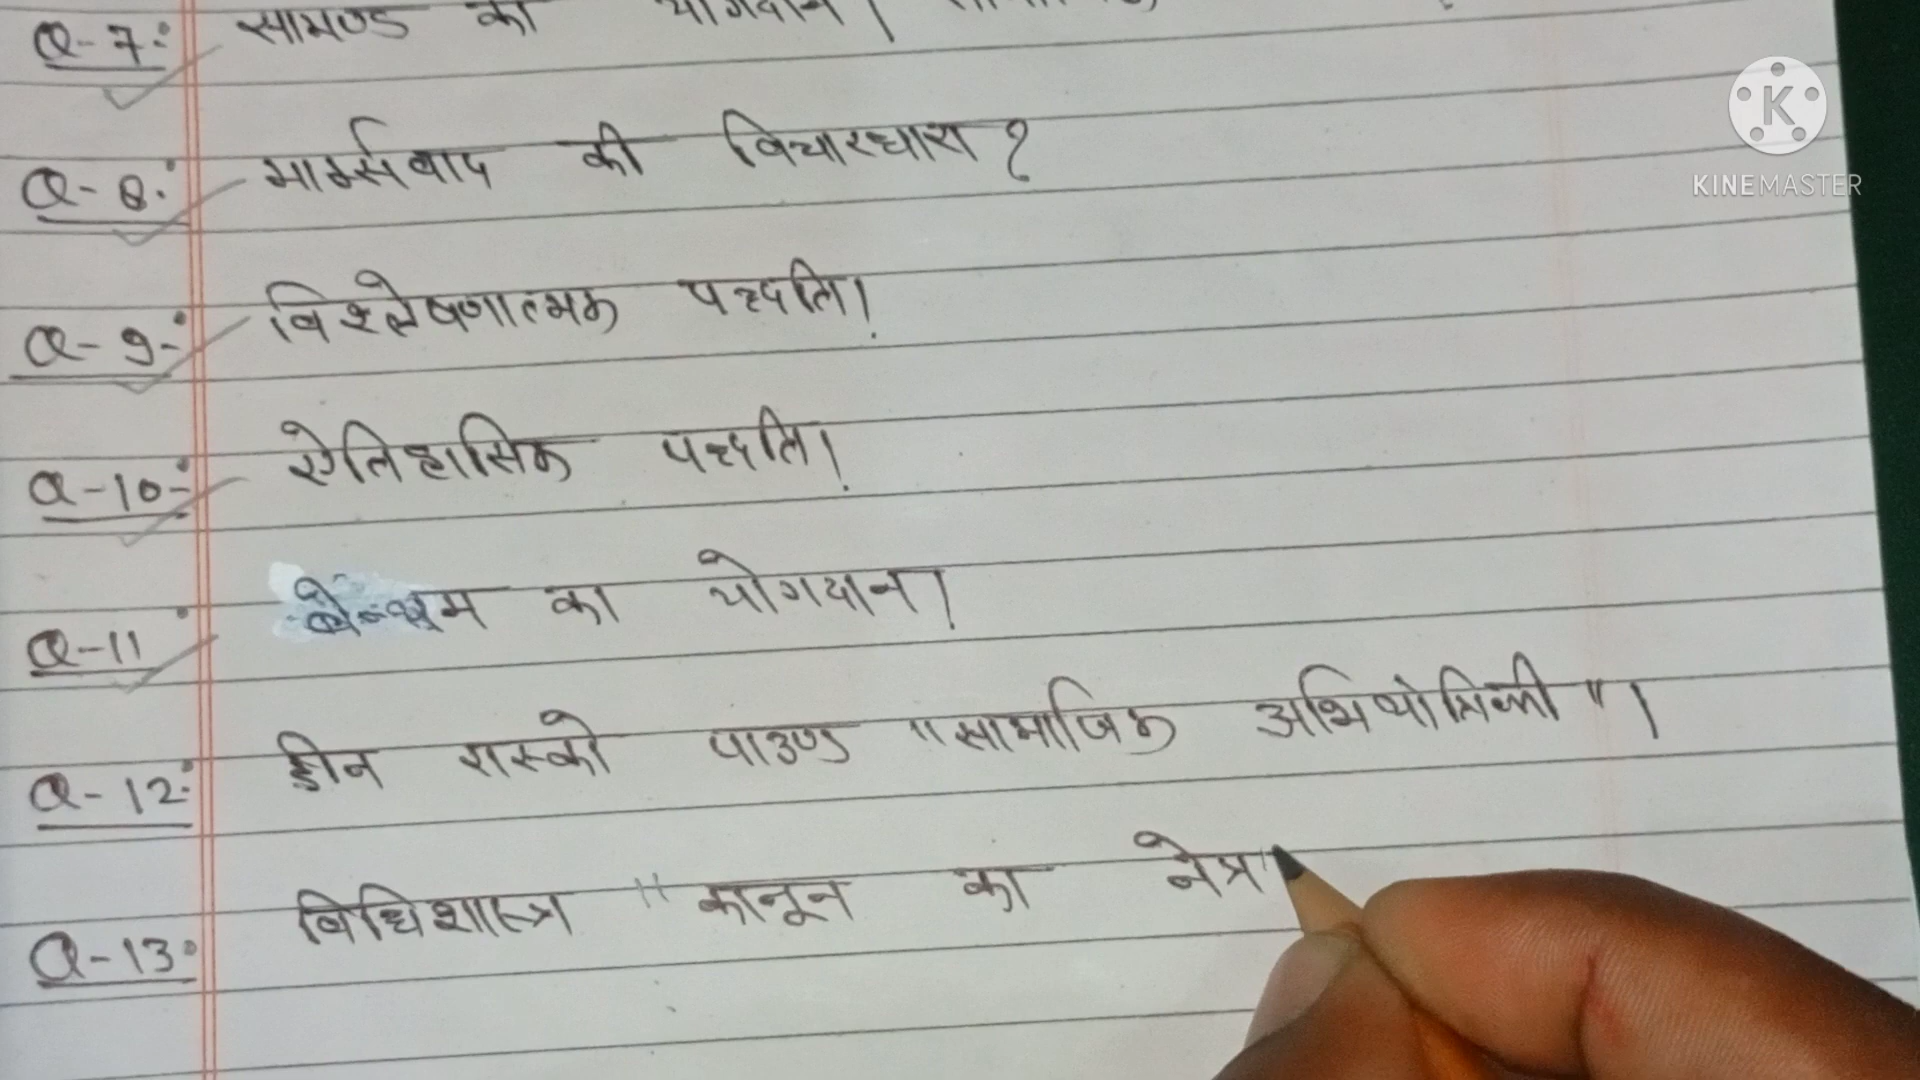 Q-7: सामण्ड का योगदान।
Q-8: मार्क्सवाद की विचारधारा?
Q-9- विश्लेषणात्मक पद्धति।
Q-10- ऐतिहासिक पद्धति।
Q-11 बेन्थम का योगदान।
Q-12: डीन रास्को पाउण्ड "सामाजिक अभियांत्रिकी"।
Q-13: विधिशास्त्र "कानून का नेत्र"
KINEMASTER